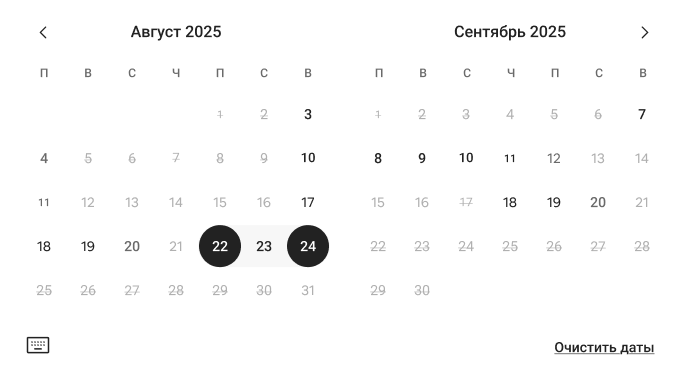 Август 2025
Сентябрь 2025
П В С Ч П С В
П В С Ч П С В
1 2 3
1 2 3 4 5 6 7
4 5 6 7 8 9 10
8 9 10 11 12 13 14
11 12 13 14 15 16 17
15 16 17 18 19 20 21
18 19 20 21 22 23 24
22 23 24 25 26 27 28
25 26 27 28 29 30 31
29 30
Очистить даты